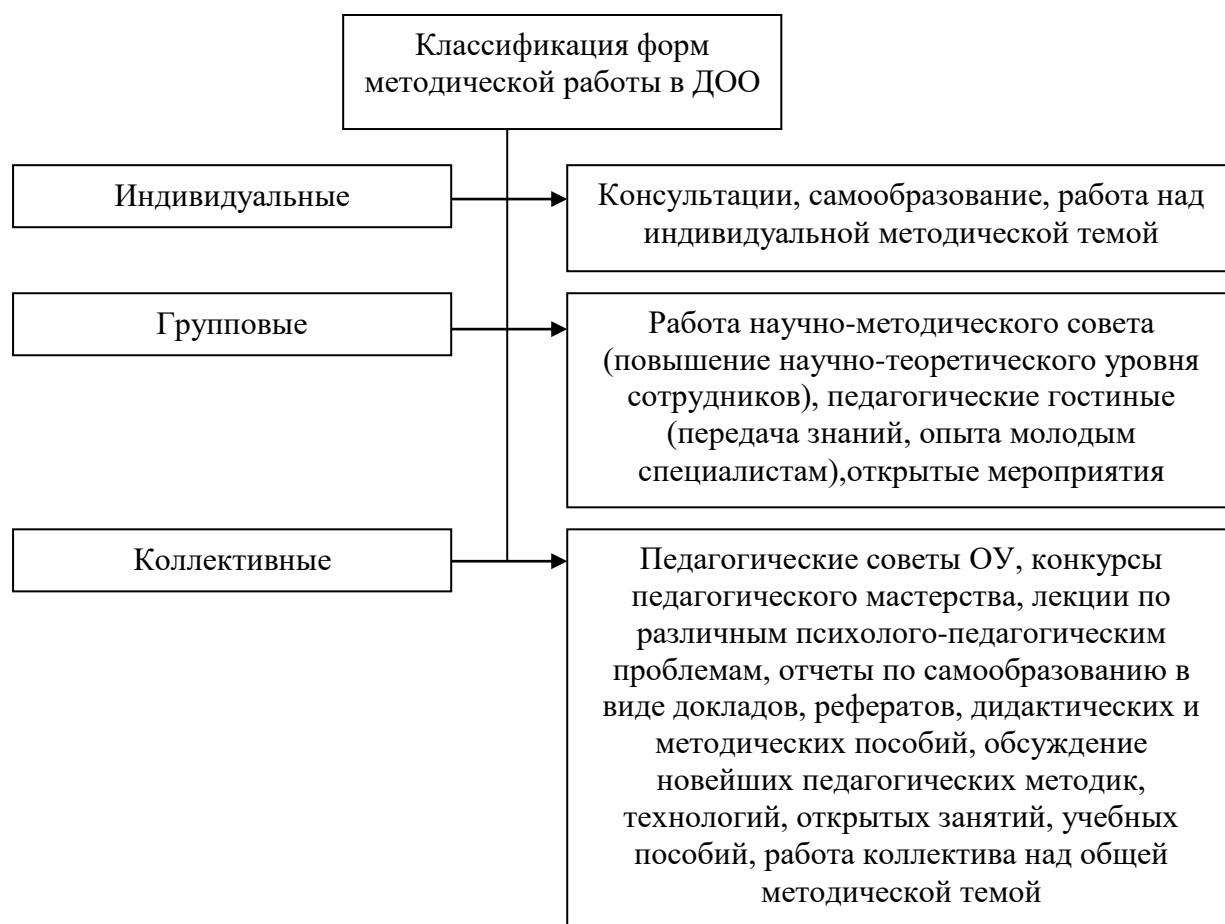 Классификация форм
методической работы в ДОО
Индивидуальные
Консультации, самообразование, работа над
индивидуальной методической темой
Групповые
Работа научно-методического совета
(повышение научно-теоретического уровня
сотрудников), педагогические гостиные
(передача знаний, опыта молодым
специалистам),открытые мероприятия
Коллективные
Педагогические советы ОУ, конкурсы
педагогического мастерства, лекции по
различным психолого-педагогическим
проблемам, отчеты по самообразованию в
виде докладов, рефератов, дидактических и
методических пособий, обсуждение
новейших педагогических методик,
технологий, открытых занятий, учебных
пособий, работа коллектива над общей
методической темой